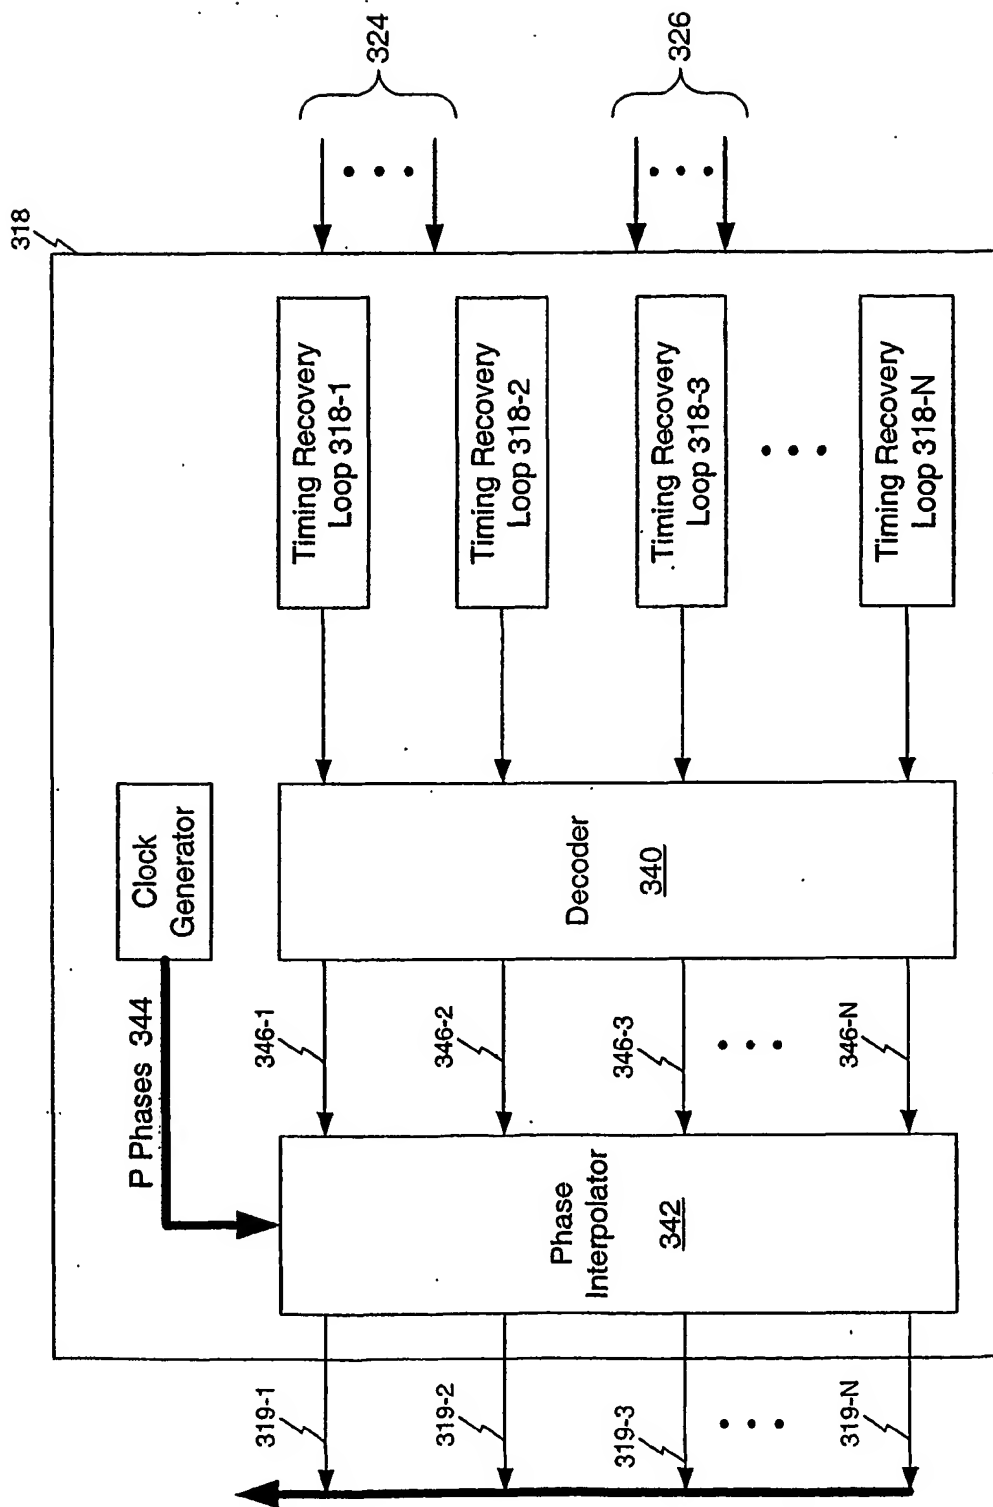 318
324
326
Timing Recovery
Loop 318-1
Timing Recovery
Loop 318-2
Timing Recovery
Loop 318-3
Timing Recovery
Loop 318-N
Clock
Generator
P Phases 344
Decoder
340
346-1
346-2
346-3
346-N
Phase
Interpolator
342
319-1
319-2
319-3
319-N